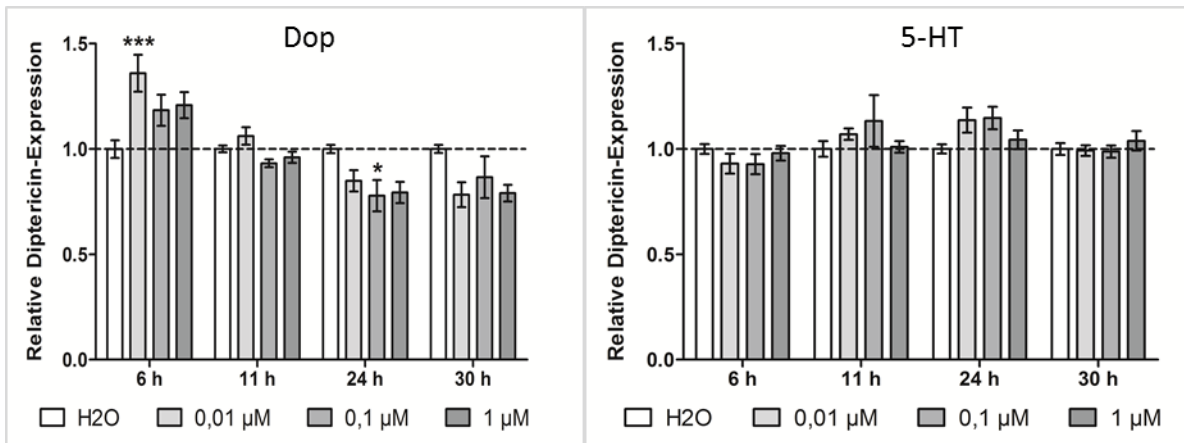 Dop
Relative Diptericin-Expression
1.5
1.0
0.5
0.0
***
*
6 h 11 h 24 h 30 h
H2O 0,01 µM 0,1 µM 1 µM
5-HT
Relative Diptericin-Expression
1.5
1.0
0.5
0.0
6 h 11 h 24 h 30 h
H2O 0,01 µM 0,1 µM 1 µM